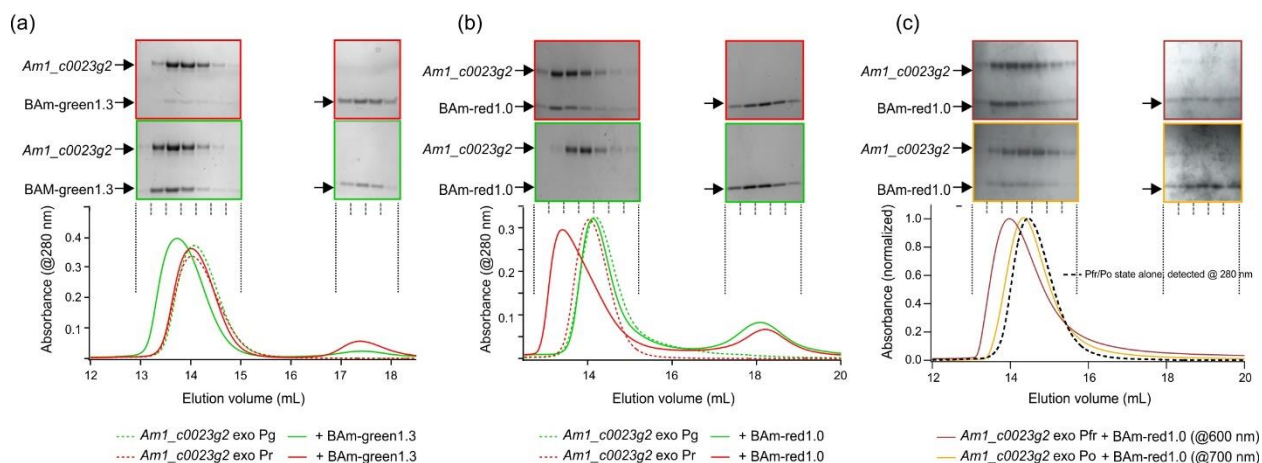 (a)
Am1_c0023g2
BAm-green1.3
Am1_c0023g2
BAM-green1.3
Absorbance (@280 nm)
0.4
0.3
0.2
0.1
12 13 14 15 16 17 18
Elution volume (mL)
Am1_c0023g2 exo Pg + BAm-green1.3
Am1_c0023g2 exo Pr + BAm-green1.3
(b)
Am1_c0023g2
BAm-red1.0
Am1_c0023g2
BAm-red1.0
Absorbance (@280 nm)
0.3
0.2
0.1
14 16 18 20
Elution volume (mL)
Am1_c0023g2 exo Pg + BAm-red1.0
Am1_c0023g2 exo Pr + BAm-red1.0
(c)
Am1_c0023g2
BAm-red1.0
Am1_c0023g2
BAm-red1.0
Absorbance (normalized)
1.0
0.8
0.6
0.4
0.2
0.0
Pfr/Po state alone, detected @ 280 nm
12 14 16 18 20
Elution volume (mL)
Am1_c0023g2 exo Pfr + BAm-red1.0 (@600 nm)
Am1_c0023g2 exo Po + BAm-red1.0 (@700 nm)